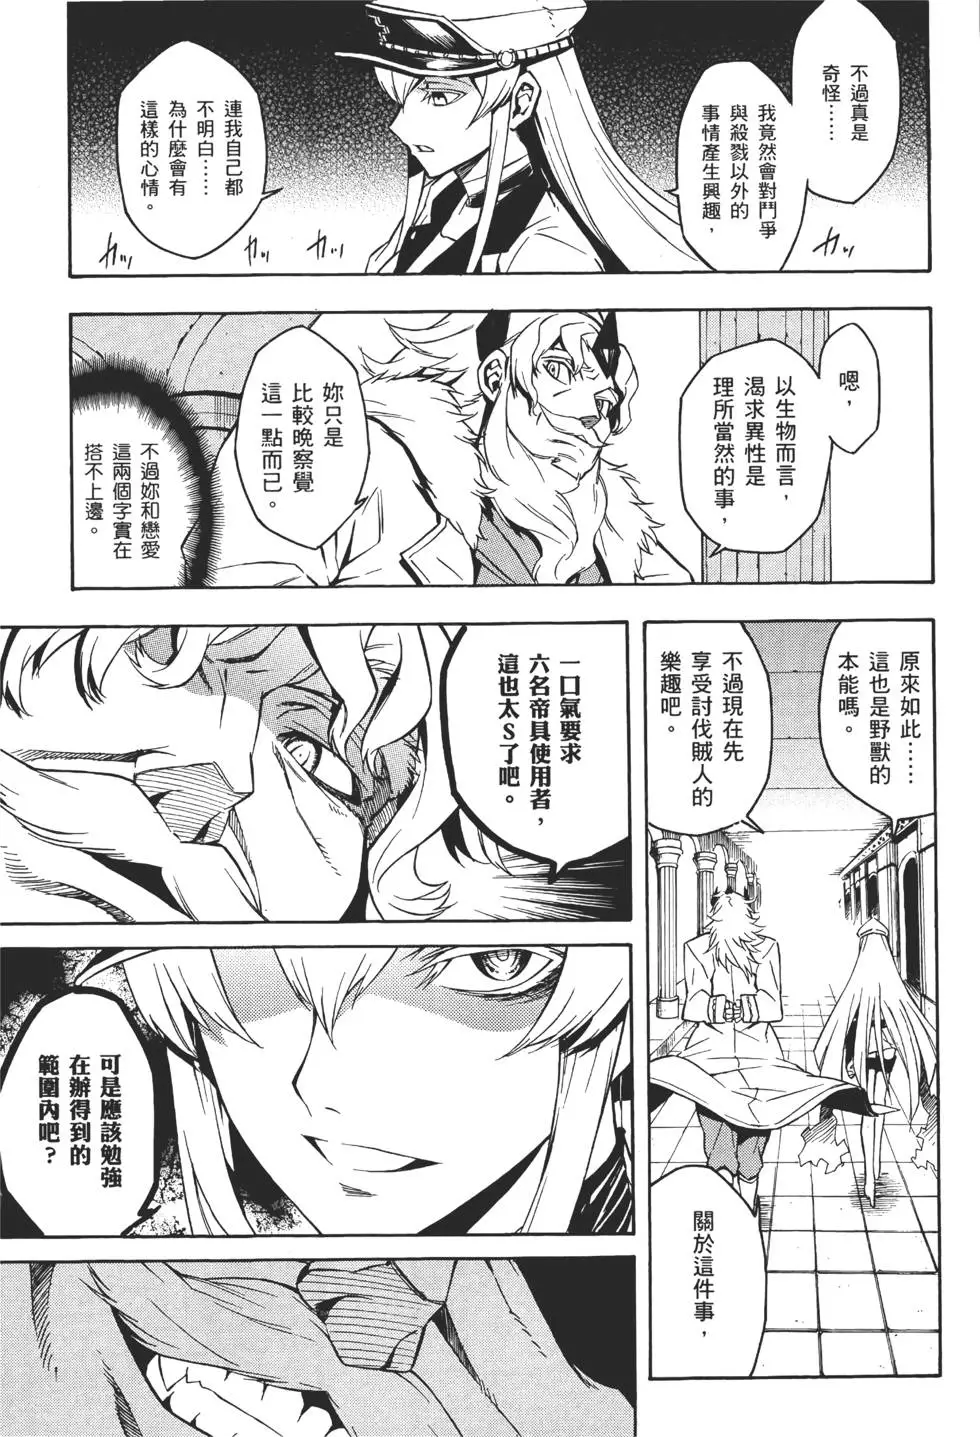 不過真是
奇怪⋯⋯
我竟然會對鬥爭
與殺戮以外的
事情產生興趣，
連我自己都
不明白⋯⋯
為什麼會有
這樣的心情。
カッ
カッ
カッ
カッ
嗯，
以生物而言，
渴求異性是
理所當然的事，
妳只是
比較晚察覺
這一點而已。
不過妳和戀愛
這兩個字實在
搭不上邊。
原來如此⋯⋯
這也是野獸的
本能嗎。
不過現在先
享受討伐賊人的
樂趣吧。
關於這件事，
一口氣要求
六名帝具使用者，
這也太S了吧。
可是應該勉強
在辦得到的
範圍內吧？